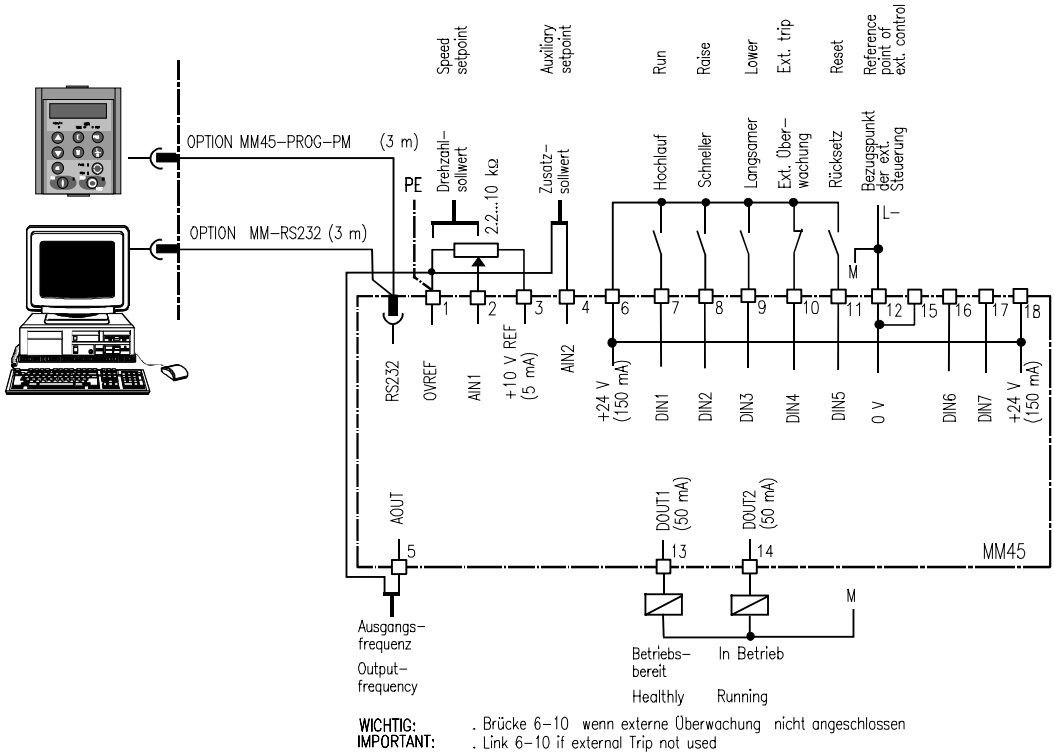 Speed
setpoint
Auxiliary
setpoint
Run
Raise
Lower
Ext. trip
Reset
Reference
point of
ext. control
OPTION MM45-PROG-PM (3 m)
PE
Drehzahl-
sollwert
2.2...10 kΩ
Zusatz-
sollwert
Hochlauf
Schneller
Langsamer
Ext. Über-
wachung
Rücksetz
Bezugspunkt
der ext.
Steuerung
L-
M
OPTION MM-RS232 (3 m)
1
2
3
4
6
7
8
9
10
11
12
15
16
17
18
RS232
OVREF
AIN1
+10 V REF
(5 mA)
AIN2
+24 V
(150 mA)
DIN1
DIN2
DIN3
DIN4
DIN5
0 V
DIN6
DIN7
+24 V
(150 mA)
AOUT
5
DOUT1
(50 mA)
13
DOUT2
(50 mA)
14
MM45
M
Ausgangs-
frequenz
Output-
frequency
Betriebs-
bereit
In Betrieb
Healthly
Running
WICHTIG: . Brücke 6-10 wenn externe Überwachung nicht angeschlossen
IMPORTANT: . Link 6-10 if external Trip not used